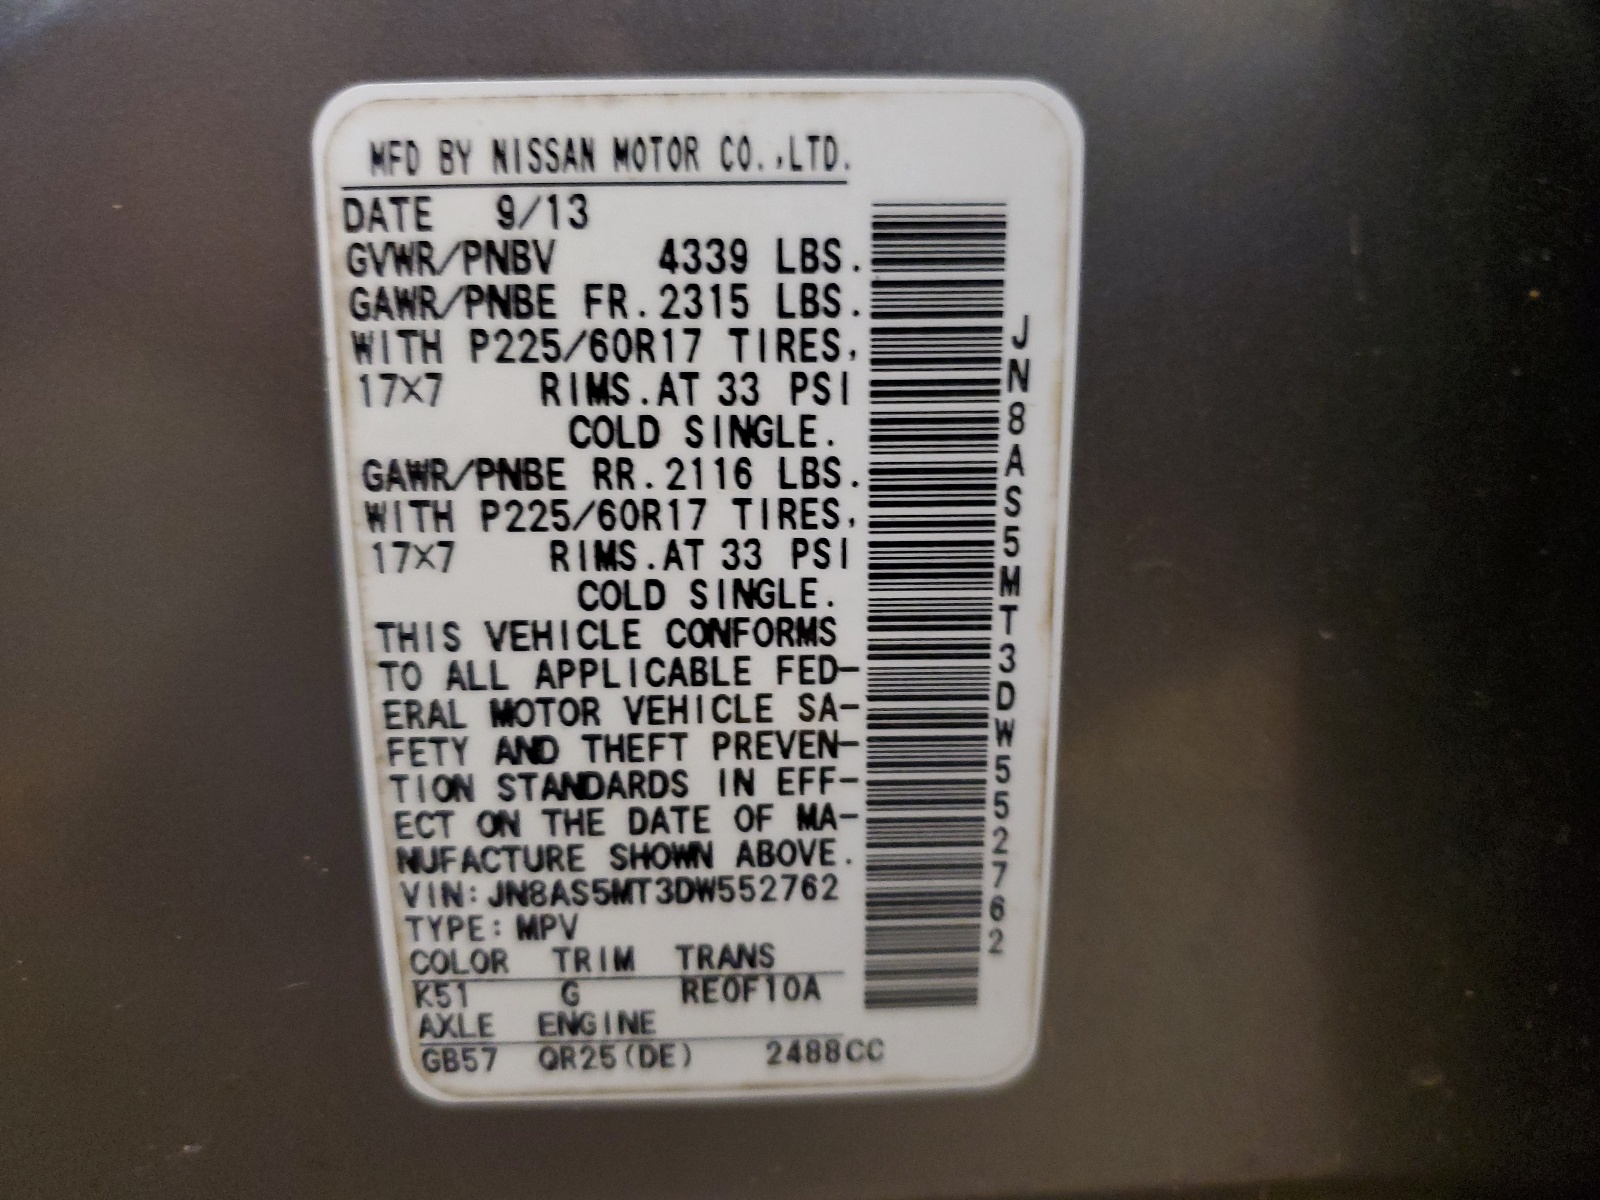 MFD BY NISSAN MOTOR CO.,LTD.
DATE 9/13
GVWR/PNBV 4339 LBS.
GAWR/PNBE FR.2315 LBS.
WITH P225/60R17 TIRES,
17×7 RIMS.AT 33 PSI
COLD SINGLE.
GAWR/PNBE RR.2116 LBS.
WITH P225/60R17 TIRES,
17×7 RIMS.AT 33 PSI
COLD SINGLE.
THIS VEHICLE CONFORMS
TO ALL APPLICABLE FED-
ERAL MOTOR VEHICLE SA-
FETY AND THEFT PREVEN-
TION STANDARDS IN EFF-
ECT ON THE DATE OF MA-
NUFACTURE SHOWN ABOVE.
VIN:JN8AS5MT3DW552762
TYPE:MPV
COLOR TRIM TRANS
K51 G RE0F10A
AXLE ENGINE
GB57 QR25(DE) 2488CC
JN8AS5MT3DW552762